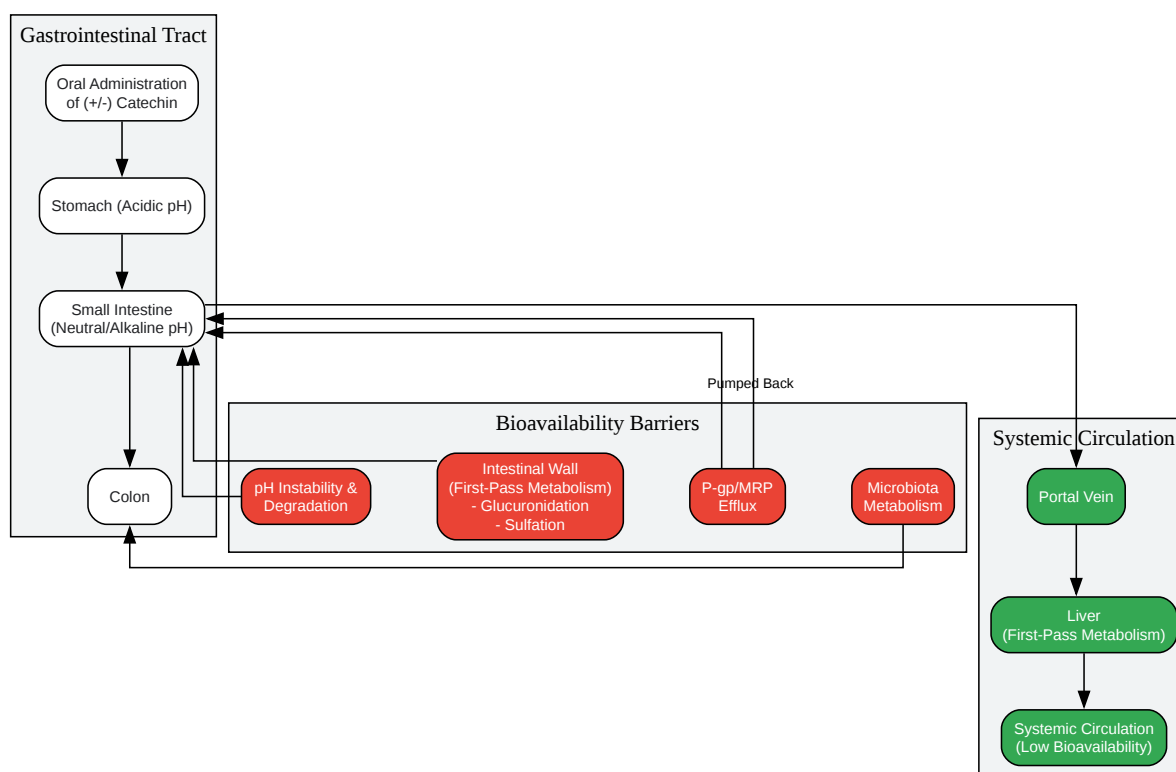 Gastrointestinal Tract
Oral Administration
of (+/-) Catechin
Stomach (Acidic pH)
Small Intestine
(Neutral/Alkaline pH)
Colon
Pumped Back
Bioavailability Barriers
pH Instability &
Degradation
Intestinal Wall
(First-Pass Metabolism)
- Glucuronidation
- Sulfation
P-gp/MRP
Efflux
Microbiota
Metabolism
Systemic Circulation
Portal Vein
Liver
(First-Pass Metabolism)
Systemic Circulation
(Low Bioavailability)